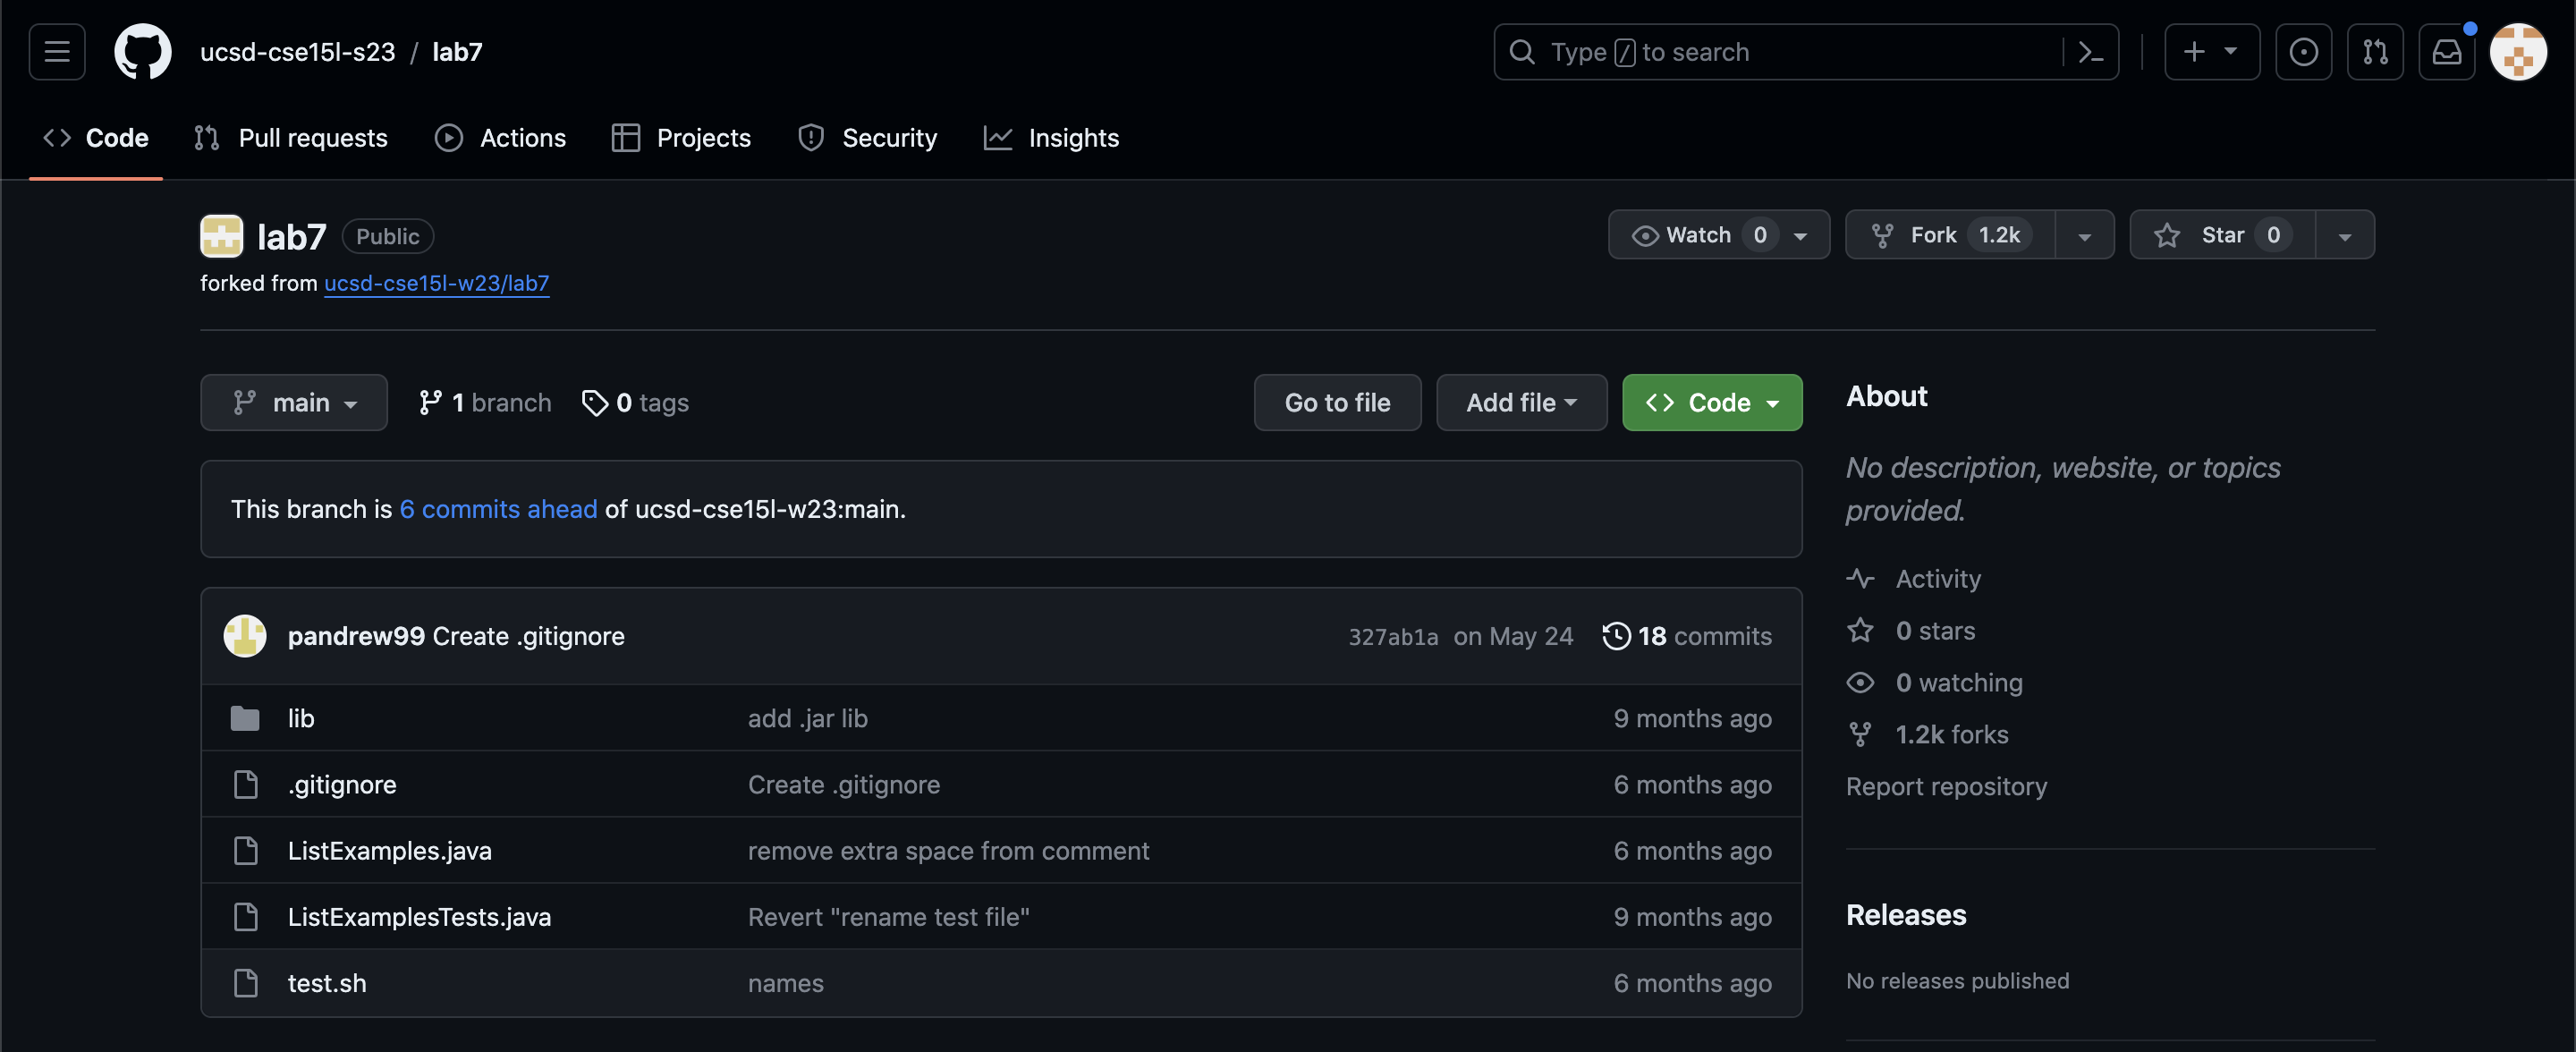 ucsd-cse15l-s23 / lab7
Type / to search
Code Pull requests Actions Projects Security Insights
lab7 Public
Watch 0 Fork 1.2k Star 0
forked from ucsd-cse15l-w23/lab7
main 1 branch 0 tags Go to file Add file Code
This branch is 6 commits ahead of ucsd-cse15l-w23:main.
pandrew99 Create .gitignore 327ab1a on May 24 18 commits
lib add .jar lib 9 months ago
.gitignore Create .gitignore 6 months ago
ListExamples.java remove extra space from comment 6 months ago
ListExamplesTests.java Revert "rename test file" 9 months ago
test.sh names 6 months ago
About
No description, website, or topics
provided.
Activity
0 stars
0 watching
1.2k forks
Report repository
Releases
No releases published